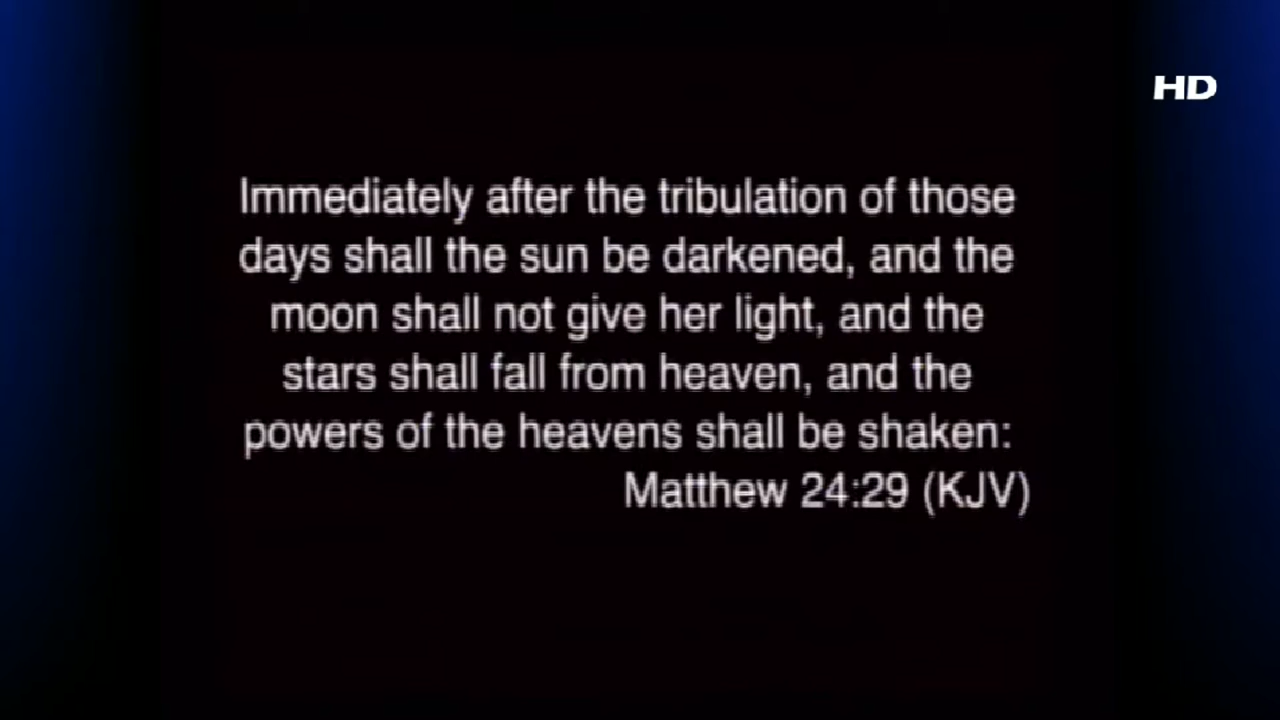 HD
Immediately after the tribulation of those
days shall the sun be darkened, and the
moon shall not give her light, and the
stars shall fall from heaven, and the
powers of the heavens shall be shaken:
Matthew 24:29 (KJV)